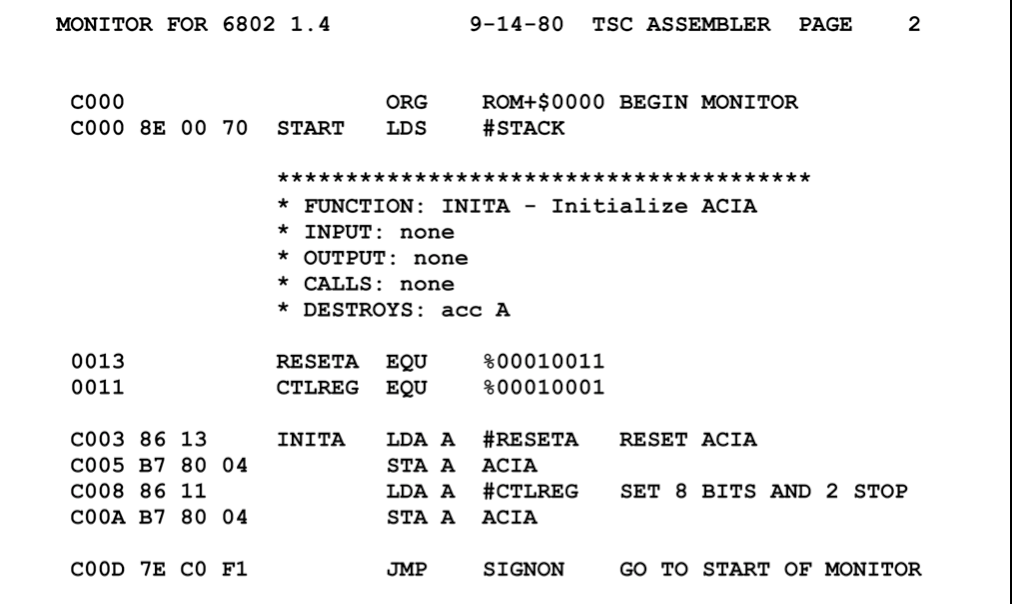 MONITOR FOR 6802 1.4          9-14-80  TSC ASSEMBLER  PAGE    2
C000                   ORG    ROM+$0000 BEGIN MONITOR
C000 8E 00 70  START   LDS    #STACK
***************************************
* FUNCTION: INITA - Initialize ACIA
* INPUT: none
* OUTPUT: none
* CALLS: none
* DESTROYS: acc A
0013           RESETA  EQU    %00010011
0011           CTLREG  EQU    %00010001
C003 86 13     INITA   LDA A  #RESETA   RESET ACIA
C005 B7 80 04          STA A  ACIA
C008 86 11             LDA A  #CTLREG   SET 8 BITS AND 2 STOP
C00A B7 80 04          STA A  ACIA
C00D 7E C0 F1          JMP    SIGNON    GO TO START OF MONITOR